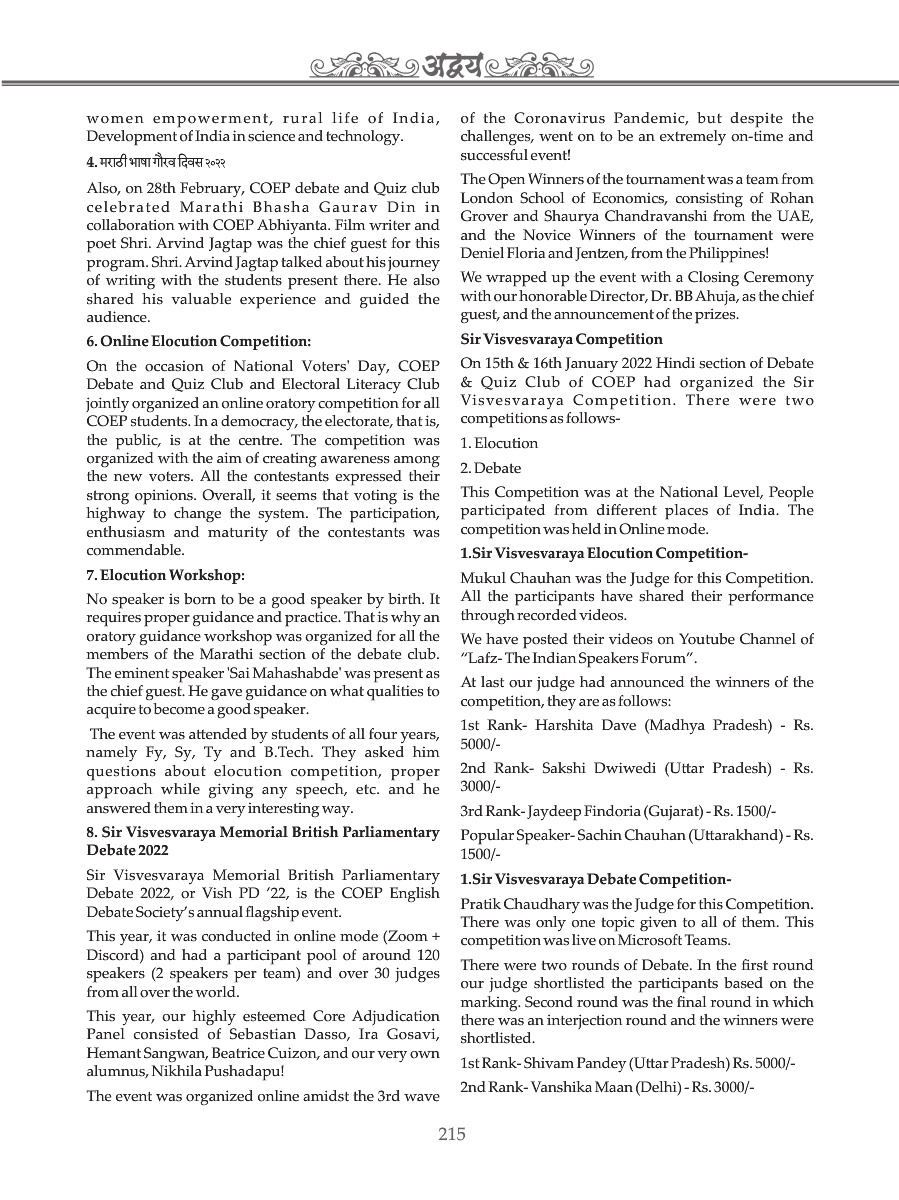 अद्वय
women empowerment, rural life of India,
Development of India in science and technology.
4. मराठी भाषा गौरव दिवस २०२२
Also, on 28th February, COEP debate and Quiz club
celebrated Marathi Bhasha Gaurav Din in
collaboration with COEP Abhiyanta. Film writer and
poet Shri. Arvind Jagtap was the chief guest for this
program. Shri. Arvind Jagtap talked about his journey
of writing with the students present there. He also
shared his valuable experience and guided the
audience.
6. Online Elocution Competition:
On the occasion of National Voters' Day, COEP
Debate and Quiz Club and Electoral Literacy Club
jointly organized an online oratory competition for all
COEP students. In a democracy, the electorate, that is,
the public, is at the centre. The competition was
organized with the aim of creating awareness among
the new voters. All the contestants expressed their
strong opinions. Overall, it seems that voting is the
highway to change the system. The participation,
enthusiasm and maturity of the contestants was
commendable.
7. Elocution Workshop:
No speaker is born to be a good speaker by birth. It
requires proper guidance and practice. That is why an
oratory guidance workshop was organized for all the
members of the Marathi section of the debate club.
The eminent speaker 'Sai Mahashabde' was present as
the chief guest. He gave guidance on what qualities to
acquire to become a good speaker.
The event was attended by students of all four years,
namely Fy, Sy, Ty and B.Tech. They asked him
questions about elocution competition, proper
approach while giving any speech, etc. and he
answered them in a very interesting way.
8. Sir Visvesvaraya Memorial British Parliamentary
Debate 2022
Sir Visvesvaraya Memorial British Parliamentary
Debate 2022, or Vish PD ’22, is the COEP English
Debate Society’s annual flagship event.
This year, it was conducted in online mode (Zoom +
Discord) and had a participant pool of around 120
speakers (2 speakers per team) and over 30 judges
from all over the world.
This year, our highly esteemed Core Adjudication
Panel consisted of Sebastian Dasso, Ira Gosavi,
Hemant Sangwan, Beatrice Cuizon, and our very own
alumnus, Nikhila Pushadapu!
The event was organized online amidst the 3rd wave
of the Coronavirus Pandemic, but despite the
challenges, went on to be an extremely on-time and
successful event!
The Open Winners of the tournament was a team from
London School of Economics, consisting of Rohan
Grover and Shaurya Chandravanshi from the UAE,
and the Novice Winners of the tournament were
Deniel Floria and Jentzen, from the Philippines!
We wrapped up the event with a Closing Ceremony
with our honorable Director, Dr. BB Ahuja, as the chief
guest, and the announcement of the prizes.
Sir Visvesvaraya Competition
On 15th & 16th January 2022 Hindi section of Debate
& Quiz Club of COEP had organized the Sir
Visvesvaraya Competition. There were two
competitions as follows-
1. Elocution
2. Debate
This Competition was at the National Level, People
participated from different places of India. The
competition was held in Online mode.
1.Sir Visvesvaraya Elocution Competition-
Mukul Chauhan was the Judge for this Competition.
All the participants have shared their performance
through recorded videos.
We have posted their videos on Youtube Channel of
“Lafz- The Indian Speakers Forum”.
At last our judge had announced the winners of the
competition, they are as follows:
1st Rank- Harshita Dave (Madhya Pradesh) - Rs.
5000/-
2nd Rank- Sakshi Dwiwedi (Uttar Pradesh) - Rs.
3000/-
3rd Rank- Jaydeep Findoria (Gujarat) - Rs. 1500/-
Popular Speaker- Sachin Chauhan (Uttarakhand) - Rs.
1500/-
1.Sir Visvesvaraya Debate Competition-
Pratik Chaudhary was the Judge for this Competition.
There was only one topic given to all of them. This
competition was live on Microsoft Teams.
There were two rounds of Debate. In the first round
our judge shortlisted the participants based on the
marking. Second round was the final round in which
there was an interjection round and the winners were
shortlisted.
1st Rank- Shivam Pandey (Uttar Pradesh) Rs. 5000/-
2nd Rank- Vanshika Maan (Delhi) - Rs. 3000/-
215